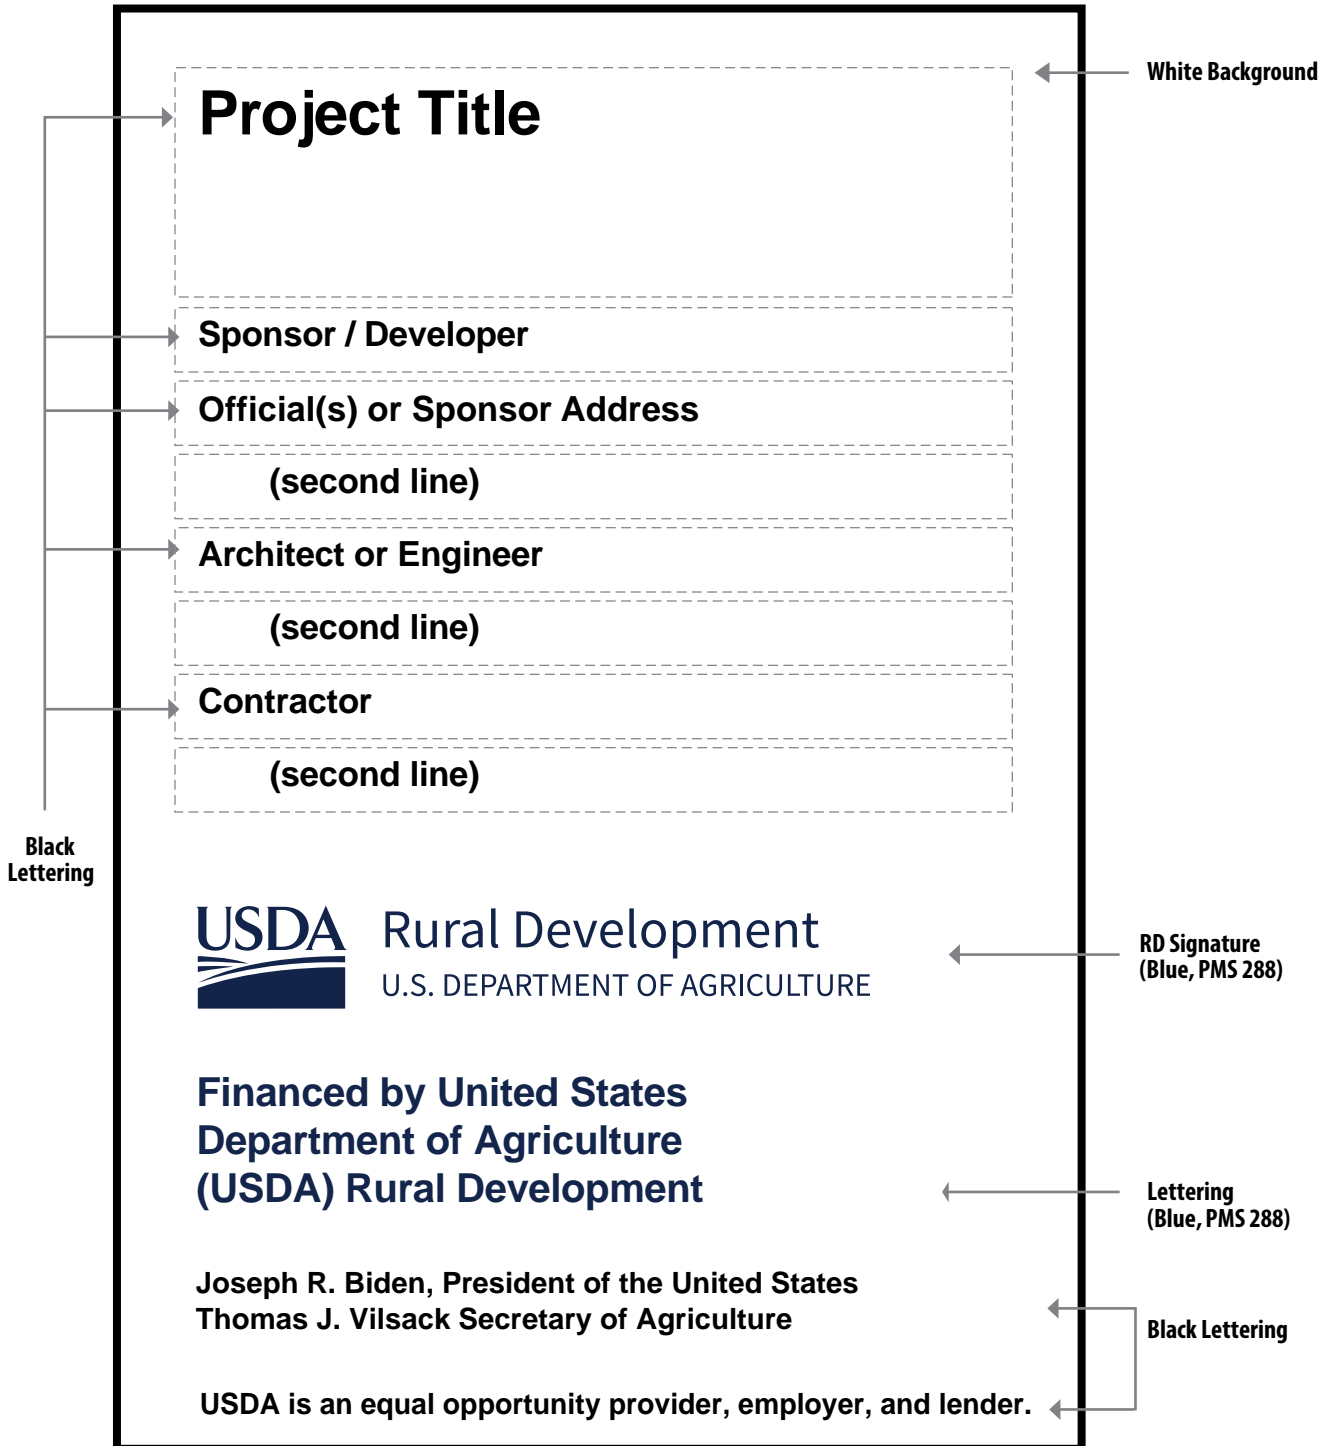 White Background
Project Title
Sponsor / Developer
Official(s) or Sponsor Address
(second line)
Architect or Engineer
(second line)
Contractor
(second line)
Black
Lettering
USDA
Rural Development
U.S. DEPARTMENT OF AGRICULTURE
RD Signature
(Blue, PMS 288)
Financed by United States
Department of Agriculture
(USDA) Rural Development
Lettering
(Blue, PMS 288)
Joseph R. Biden, President of the United States
Thomas J. Vilsack Secretary of Agriculture
Black Lettering
USDA is an equal opportunity provider, employer, and lender.